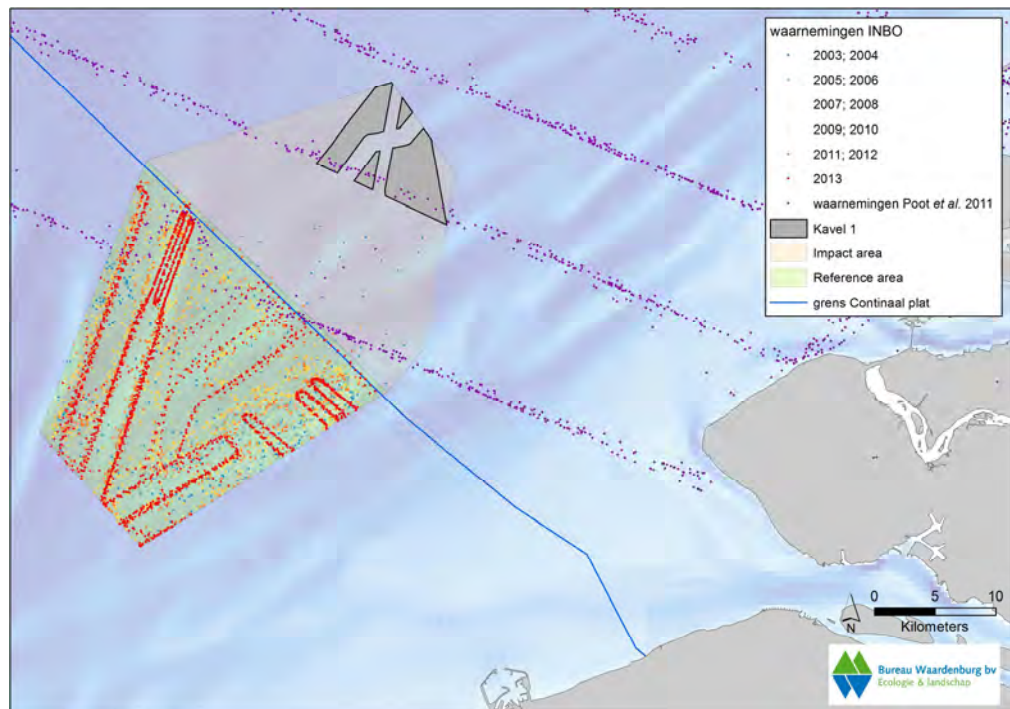 waarnemingen INBO
2003; 2004
2005; 2006
2007; 2008
2009; 2010
2011; 2012
2013
waarnemingen Poot et al. 2011
Kavel 1
Impact area
Reference area
grens Continaal plat
N
0 5 10
Kilometers
Bureau Waardenburg bv
Ecologie & landschap